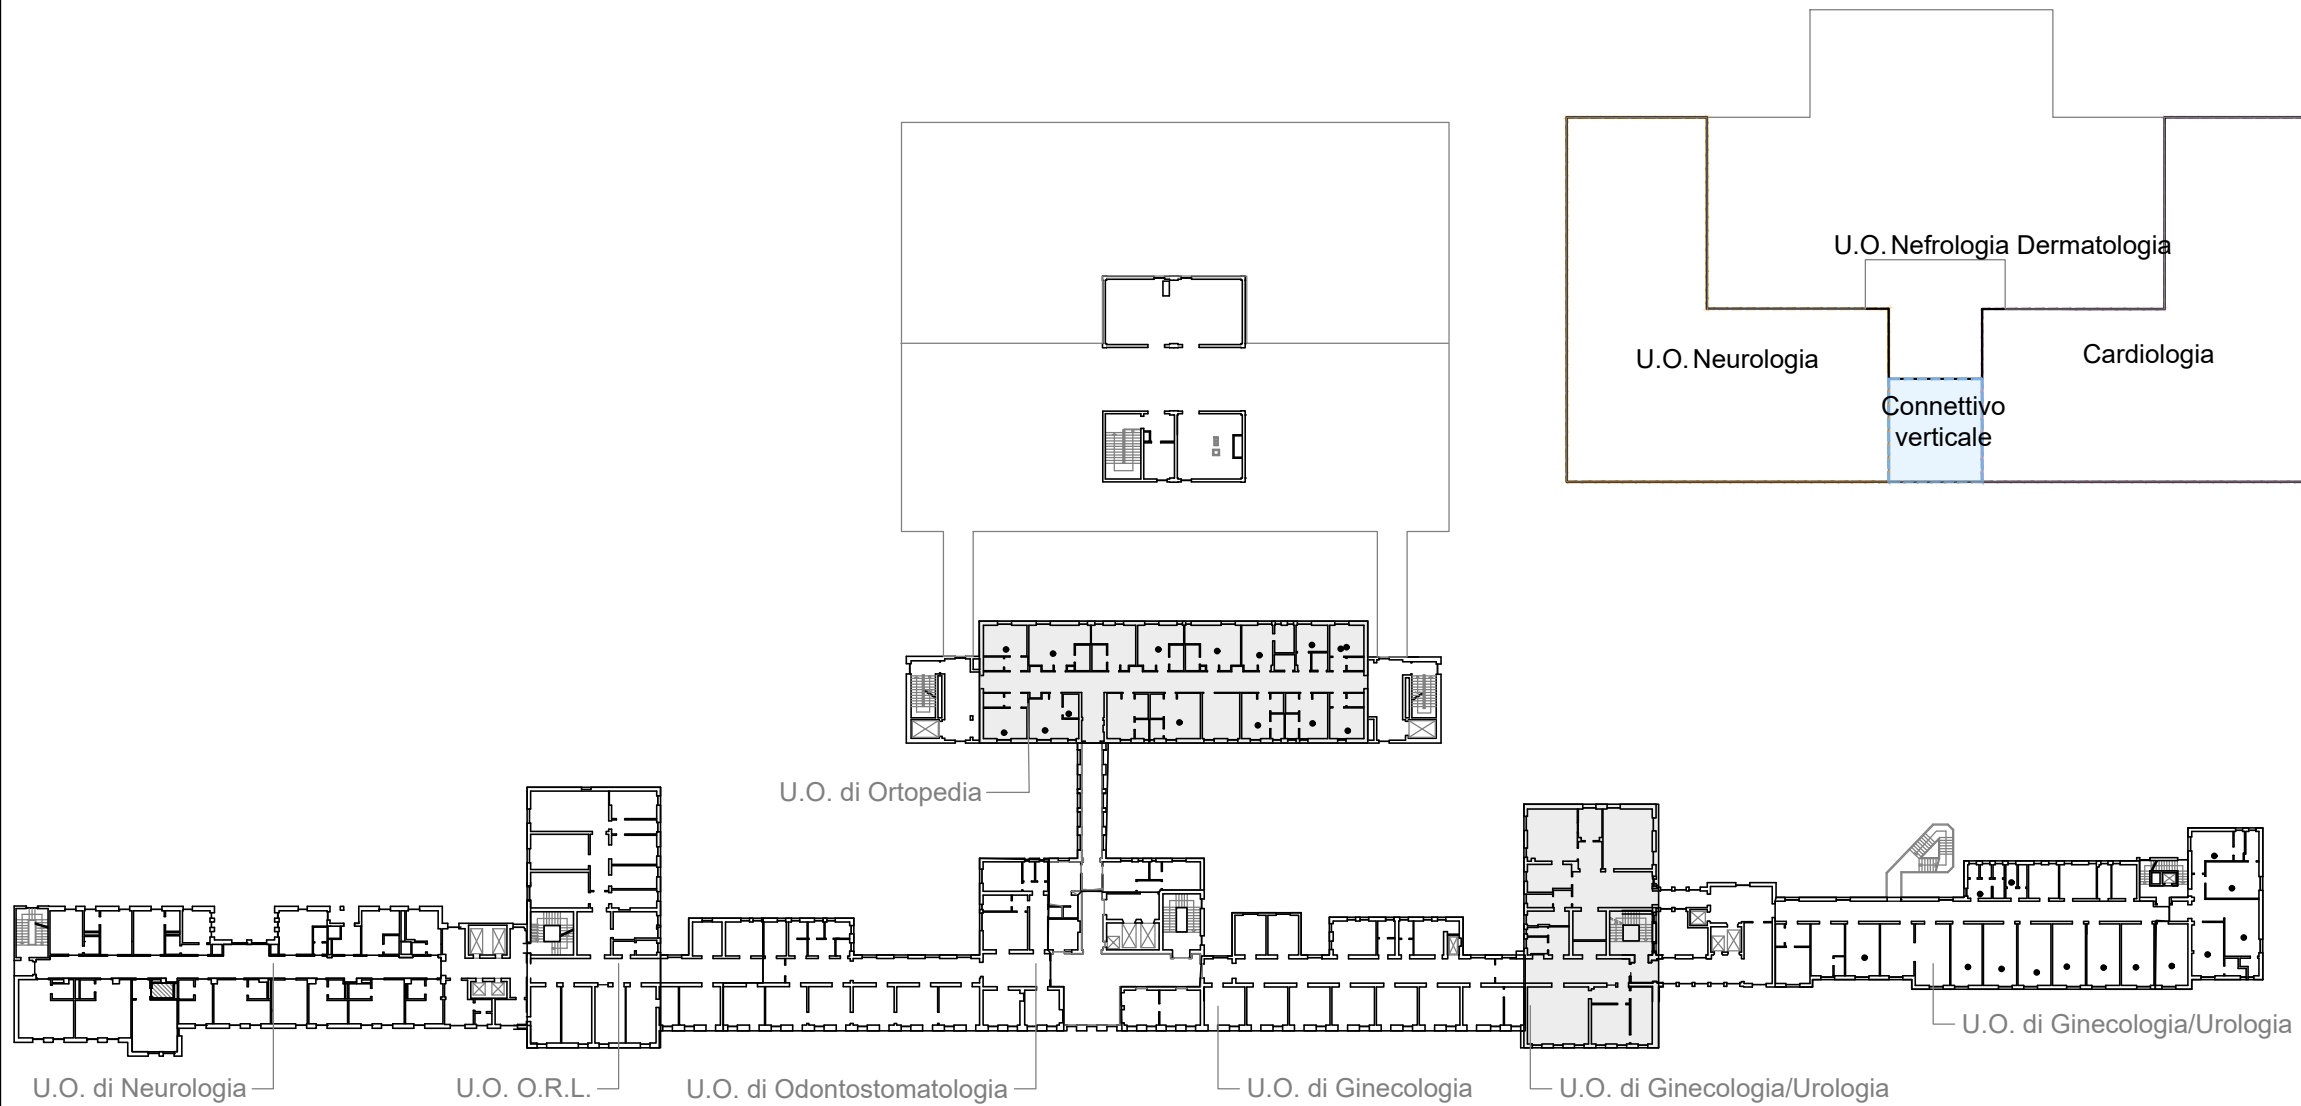 U.O. Nefrologia Dermatologia
U.O. Neurologia
Cardiologia
Connettivo
verticale
U.O. di Ortopedia
U.O. di Ginecologia/Urologia
U.O. di Neurologia
U.O. O.R.L.
U.O. di Odontostomatologia
U.O. di Ginecologia
U.O. di Ginecologia/Urologia